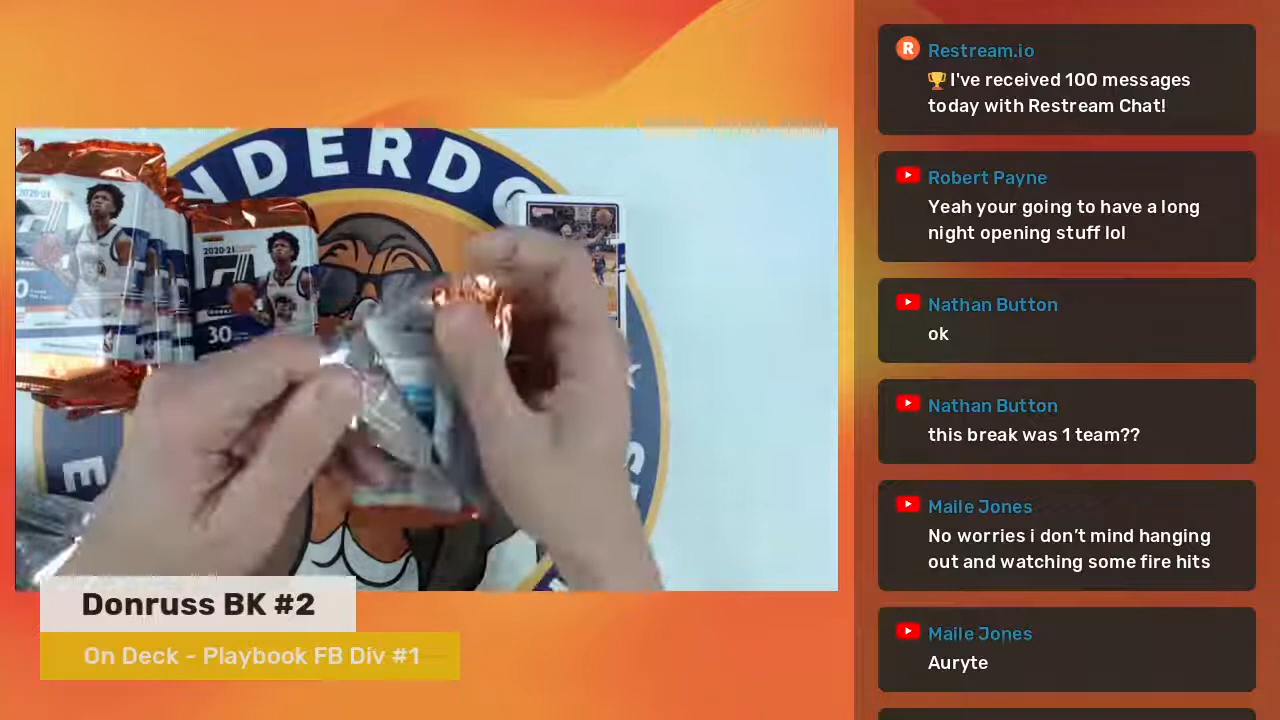 NDERDO
2020-21
2020-21
30
E
S
Donruss BK #2
On Deck - Playbook FB Div #1
R
Restream.io
🏆 I've received 100 messages
today with Restream Chat!
Robert Payne
Yeah your going to have a long
night opening stuff lol
Nathan Button
ok
Nathan Button
this break was 1 team??
Maile Jones
No worries i don’t mind hanging
out and watching some fire hits
Maile Jones
Auryte